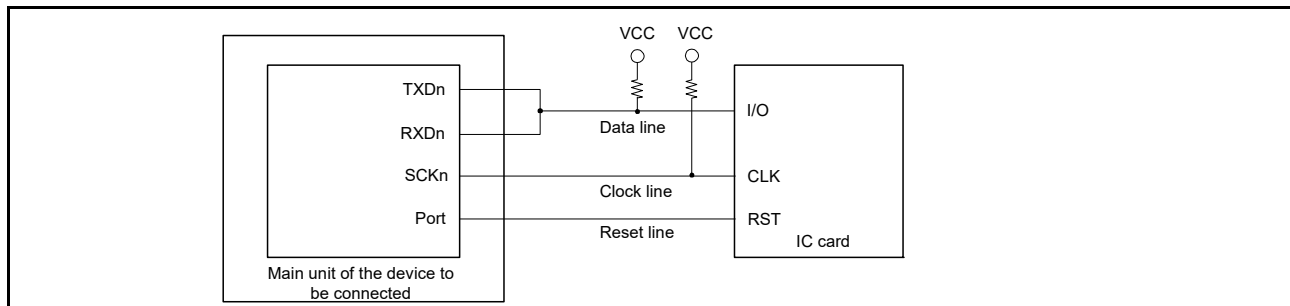 VCC VCC
TXDn
I/O
RXDn
Data line
SCKn
CLK
Clock line
Port
RST
Reset line
IC card
Main unit of the device to
be connected